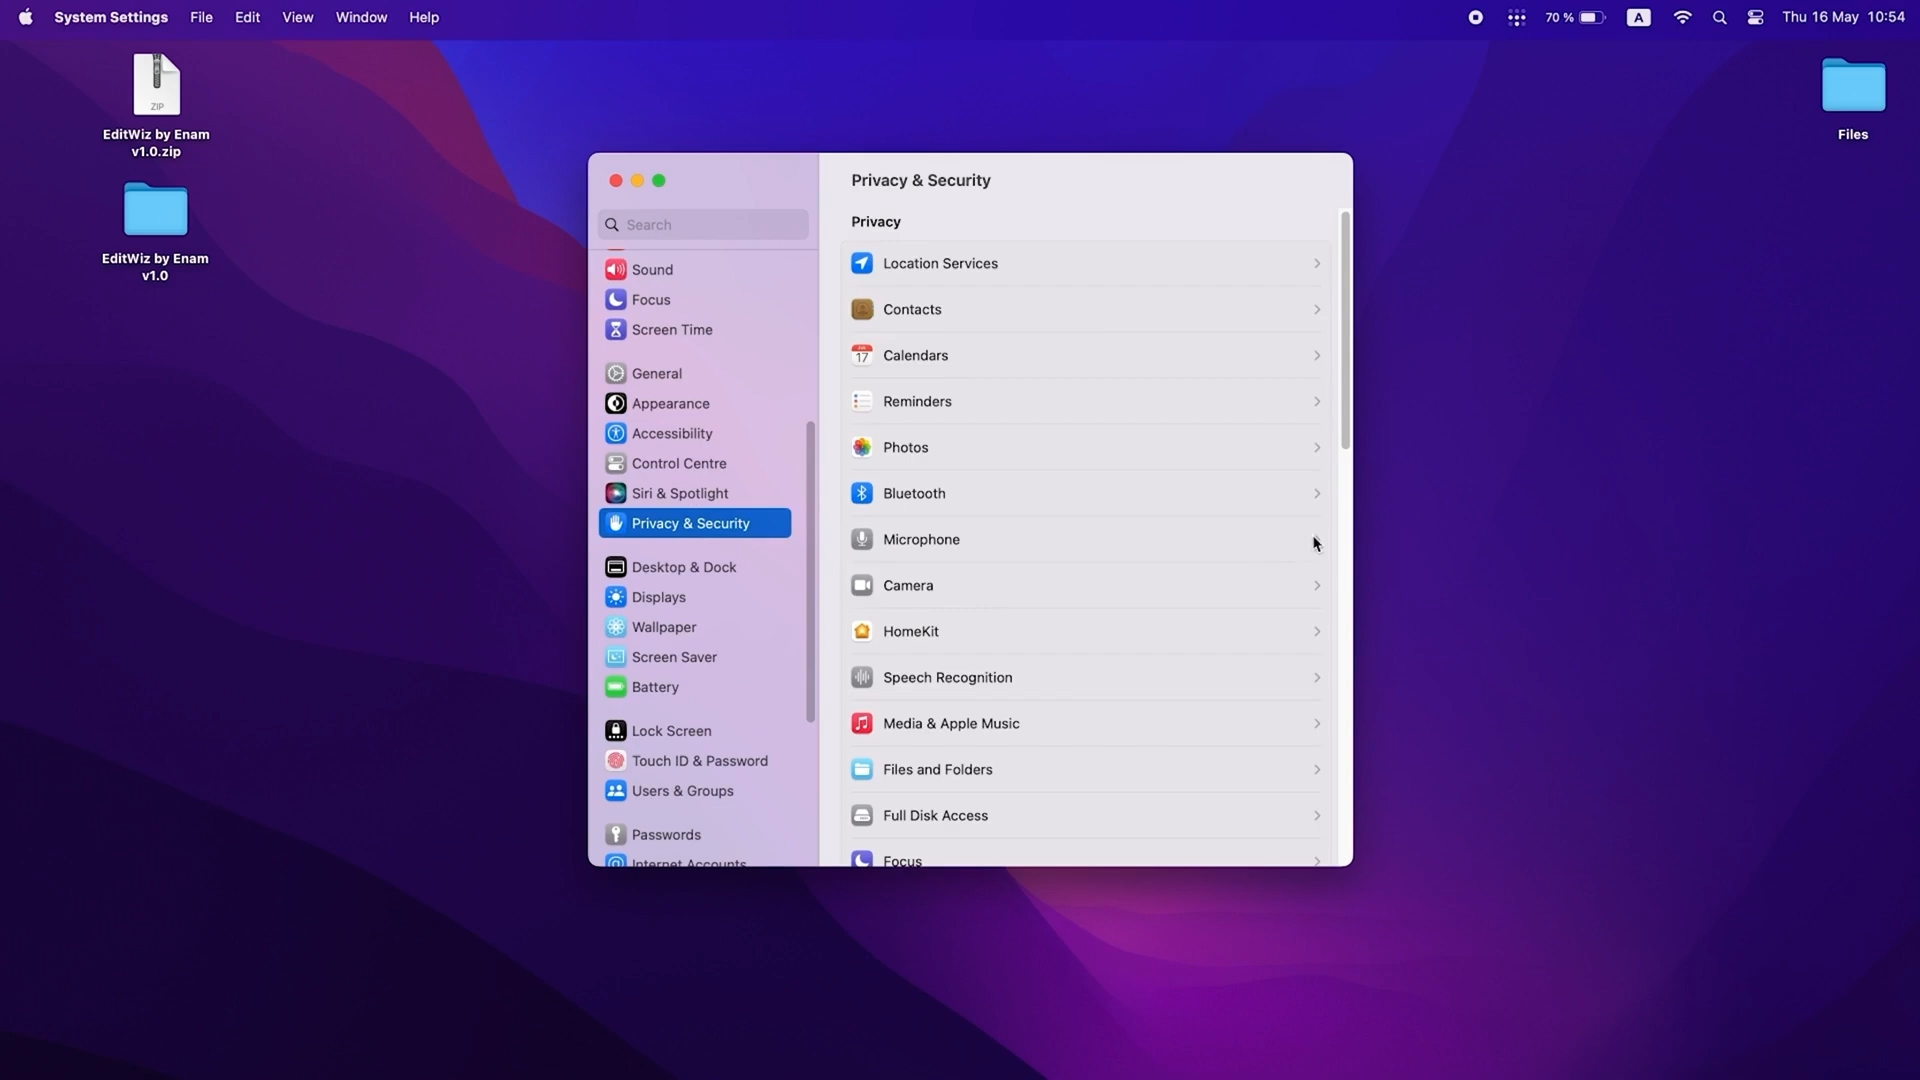 System Settings File Edit View Window Help
70 % A Thu 16 May 10:54
ZIP
EditWiz by Enam
v1.0.zip
EditWiz by Enam
v1.0
Files
Search
Sound
Focus
Screen Time
General
Appearance
Accessibility
Control Centre
Siri & Spotlight
Privacy & Security
Desktop & Dock
Displays
Wallpaper
Screen Saver
Battery
Lock Screen
Touch ID & Password
Users & Groups
Passwords
Internet Accounts
Privacy & Security
Privacy
Location Services
Contacts
17
Calendars
Reminders
Photos
Bluetooth
Microphone
Camera
HomeKit
Speech Recognition
Media & Apple Music
Files and Folders
Full Disk Access
Focus